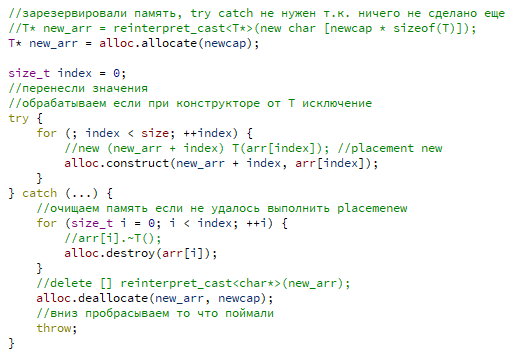 //зарезервировали память, try catch не нужен т.к. ничего не сделано еще
//T* new_arr = reinterpret_cast<T*>(new char [newcap * sizeof(T)]);
T* new_arr = alloc.allocate(newcap);
size_t index = 0;
//перенесли значения
//обрабатываем если при конструкторе от T исключение
try {
for (; index < size; ++index) {
//new (new_arr + index) T(arr[index]); //placement new
alloc.construct(new_arr + index, arr[index]);
}
} catch (...) {
//очищаем память если не удалось выполнить placemenew
for (size_t i = 0; i < index; ++i) {
//arr[i].~T();
alloc.destroy(arr[i]);
}
//delete [] reinterpret_cast<char*>(new_arr);
alloc.deallocate(new_arr, newcap);
//вниз пробрасываем то что поймали
throw;
}